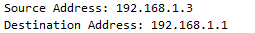 Source Address: 192.168.1.3
Destination Address: 192.168.1.1